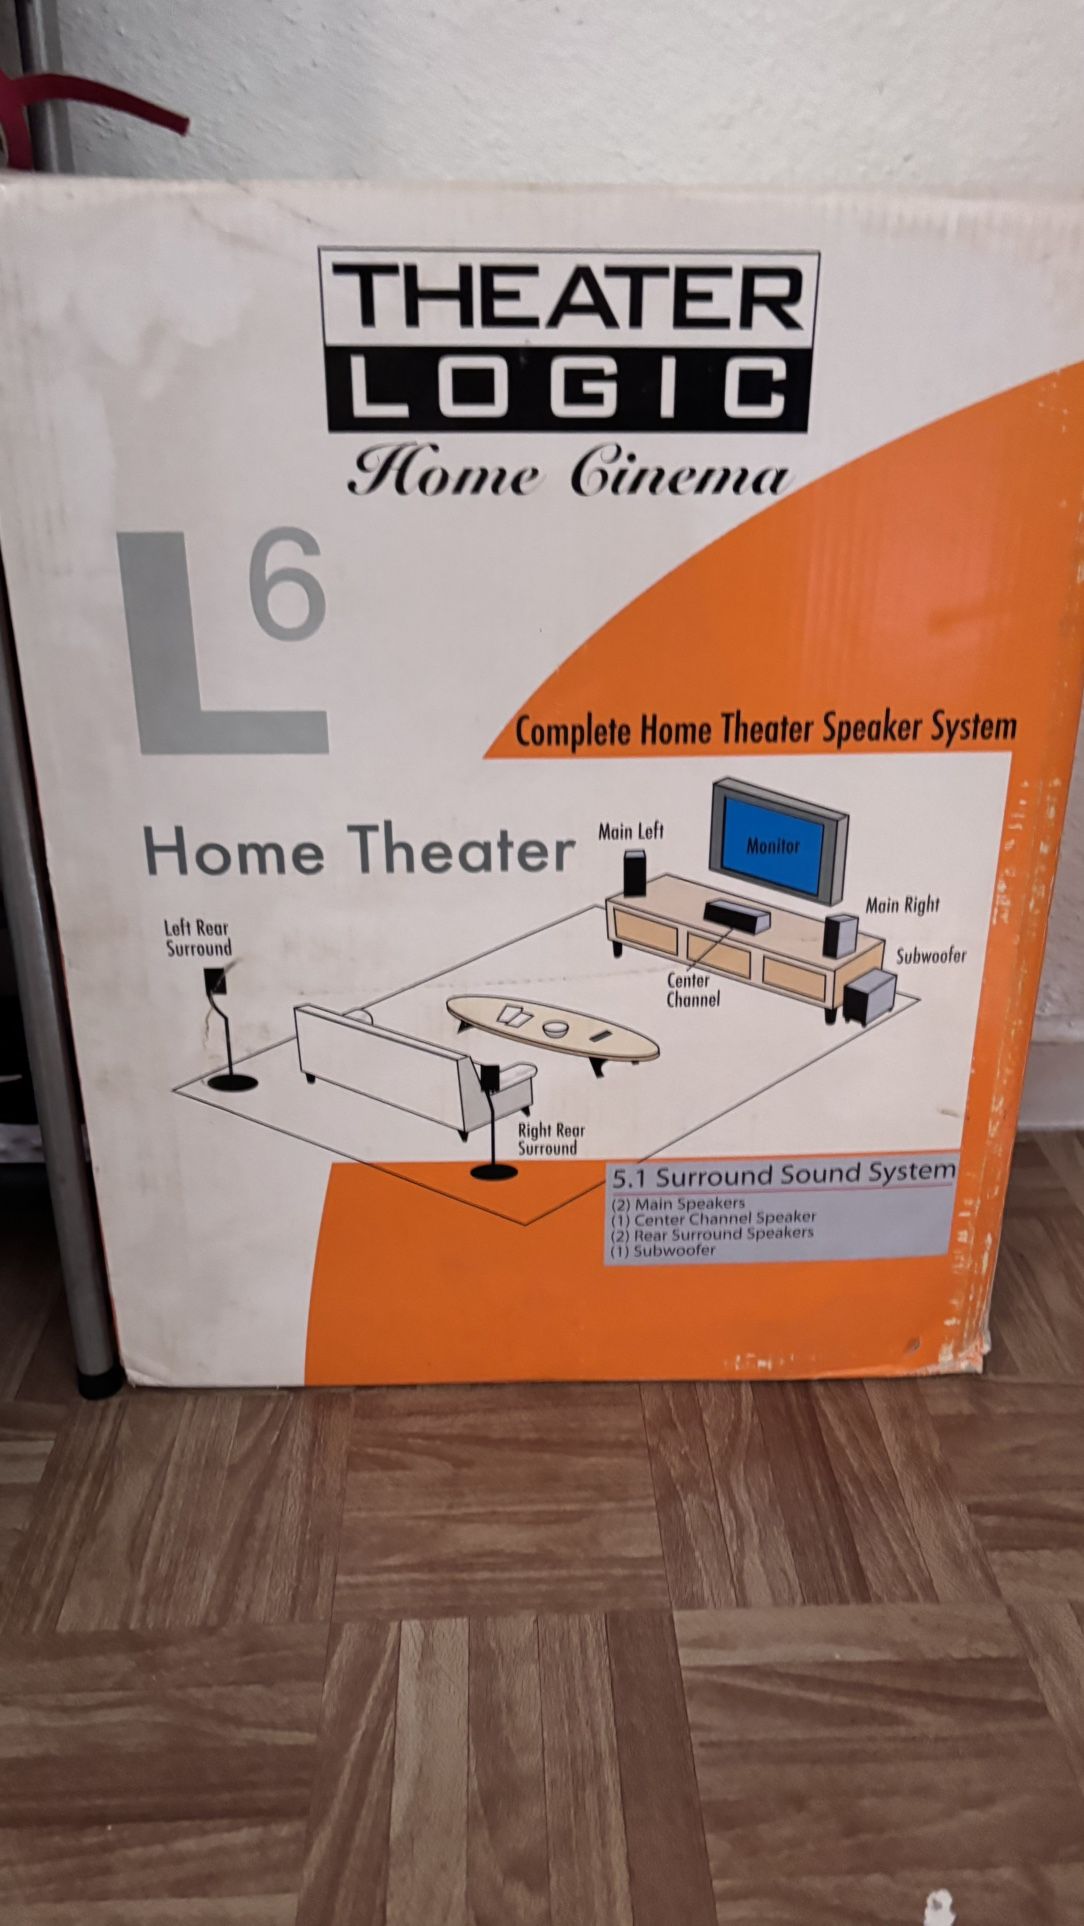 THEATER
LOGIC
Home Cinema
L6
Complete Home Theater Speaker System
Home Theater
Main Left
Monitor
Main Right
Left Rear
Surround
Subwoofer
Center
Channel
Right Rear
Surround
5.1 Surround Sound System
(2) Main Speakers
(1) Center Channel Speaker
(2) Rear Surround Speakers
(1) Subwoofer